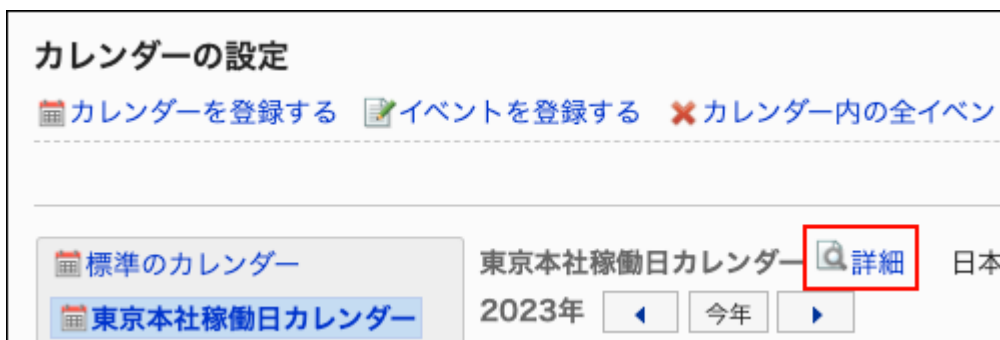 カレンダーの設定
カレンダーを登録する イベントを登録する カレンダー内の全イベン
標準のカレンダー
東京本社稼働日カレンダー
東京本社稼働日カレンダー 詳細 日本
2023年 今年